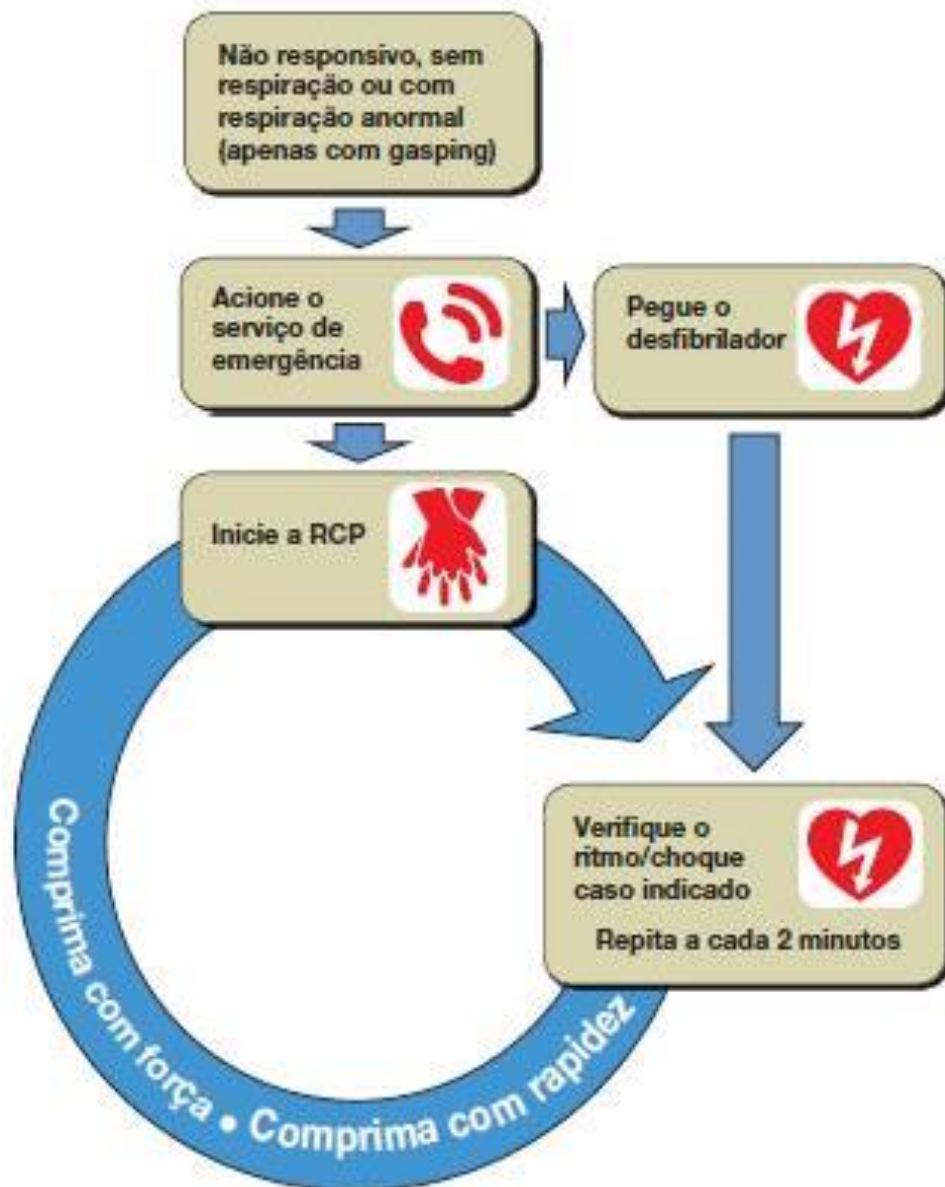 Não responsivo, sem
respiração ou com
respiração anormal
(apenas com gasping)
Acione o
serviço de
emergência
Pegue o
desfibrilador
Inicie a RCP
Verifique o
ritmo/choque
caso indicado
Repita a cada 2 minutos
Comprima com força • Comprima com rapidez